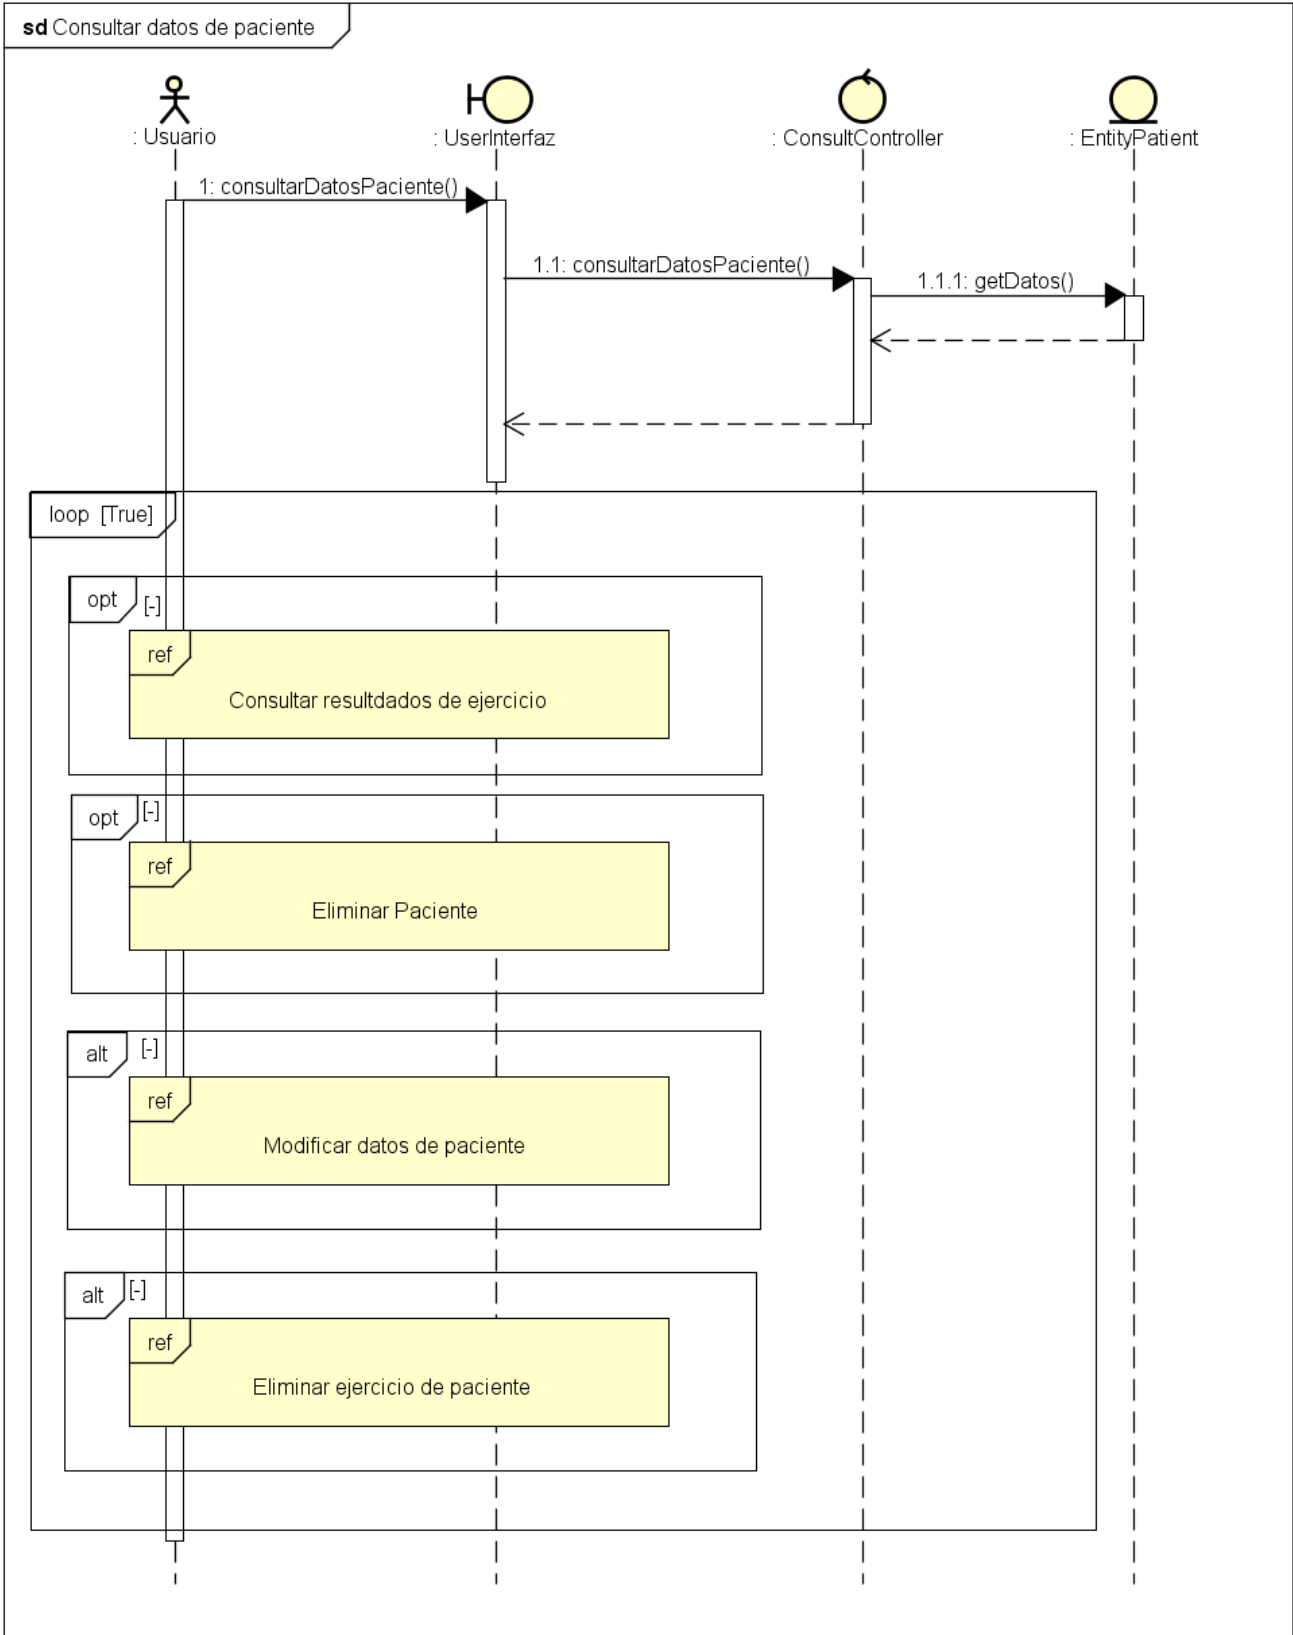 sd Consultar datos de paciente
: Usuario
: UserInterfaz
: ConsultController
: EntityPatient
1: consultarDatosPaciente()
1.1: consultarDatosPaciente()
1.1.1: getDatos()
loop [True]
opt [-]
ref
Consultar resultdados de ejercicio
opt [-]
ref
Eliminar Paciente
alt [-]
ref
Modificar datos de paciente
alt [-]
ref
Eliminar ejercicio de paciente